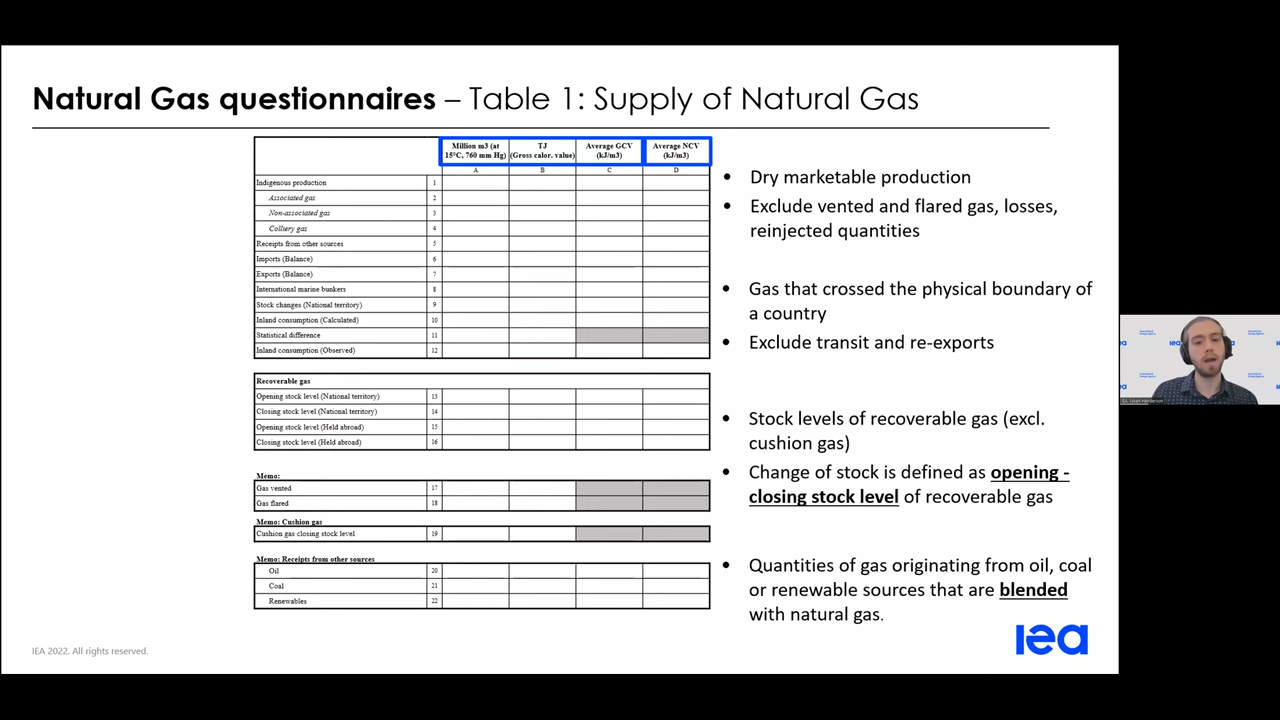 Natural Gas questionnaires – Table 1: Supply of Natural Gas
Million m3 (at 15°C, 760 mm Hg)
TJ (Gross calor. value)
Average GCV (kJ/m3)
Average NCV (kJ/m3)
A B C D
Indigenous production 1
Associated gas 2
Non-associated gas 3
Colliery gas 4
Receipts from other sources 5
Imports (Balance) 6
Exports (Balance) 7
International marine bunkers 8
Stock changes (National territory) 9
Inland consumption (Calculated) 10
Statistical difference 11
Inland consumption (Observed) 12
Recoverable gas
Opening stock level (National territory) 13
Closing stock level (National territory) 14
Opening stock level (Held abroad) 15
Closing stock level (Held abroad) 16
Memo:
Gas vented 17
Gas flared 18
Memo: Cushion gas
Cushion gas closing stock level 19
Memo: Receipts from other sources
Oil 20
Coal 21
Renewables 22
• Dry marketable production
• Exclude vented and flared gas, losses,
reinjected quantities
• Gas that crossed the physical boundary of
a country
• Exclude transit and re-exports
• Stock levels of recoverable gas (excl.
cushion gas)
• Change of stock is defined as opening -
closing stock level of recoverable gas
• Quantities of gas originating from oil, coal
or renewable sources that are blended
with natural gas.
IEA 2022. All rights reserved.
iea
iea